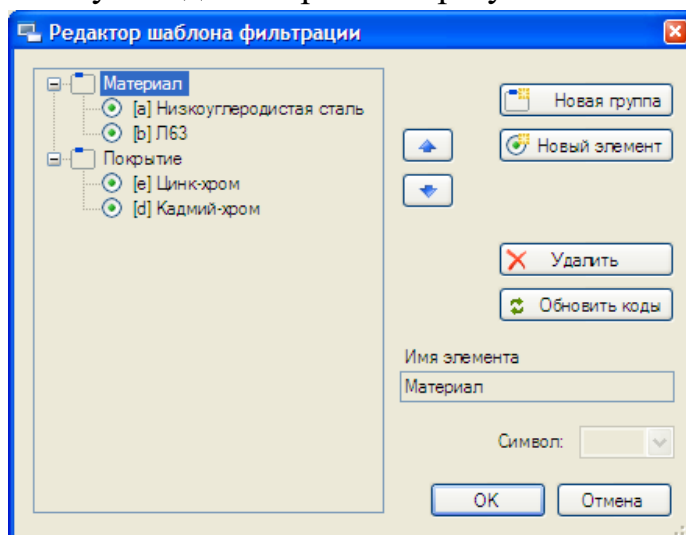 Редактор шаблона фильтрации
Материал
[a] Низкоуглеродистая сталь
[b] Л63
Покрытие
[e] Цинк-хром
[d] Кадмий-хром
Новая группа
Новый элемент
Удалить
Обновить коды
Имя элемента
Материал
Символ:
OK
Отмена